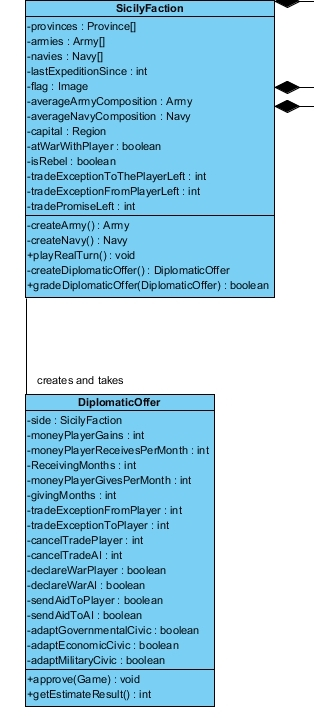 SicilyFaction
-provinces : Province[]
-armies : Army[]
-navies : Navy[]
-lastExpeditionSince : int
-flag : Image
-averageArmyComposition : Army
-averageNavyComposition : Navy
-capital : Region
-atWarWithPlayer : boolean
-isRebel : boolean
-tradeExceptionToThePlayerLeft : int
-tradeExceptionFromPlayerLeft : int
-tradePromiseLeft : int
-createArmy() : Army
-createNavy() : Navy
+playRealTurn() : void
-createDiplomaticOffer() : DiplomaticOffer
+gradeDiplomaticOffer(DiplomaticOffer) : boolean
creates and takes
DiplomaticOffer
-side : SicilyFaction
-moneyPlayerGains : int
-moneyPlayerReceivesPerMonth : int
-ReceivingMonths : int
-moneyPlayerGivesPerMonth : int
-givingMonths : int
-tradeExceptionFromPlayer : int
-tradeExceptionToPlayer : int
-cancelTradePlayer : int
-cancelTradeAI : int
-declareWarPlayer : boolean
-declareWarAI : boolean
-sendAidToPlayer : boolean
-sendAidToAI : boolean
-adaptGovernmentalCivic : boolean
-adaptEconomicCivic : boolean
-adaptMilitaryCivic : boolean
+approve(Game) : void
+getEstimateResult() : int